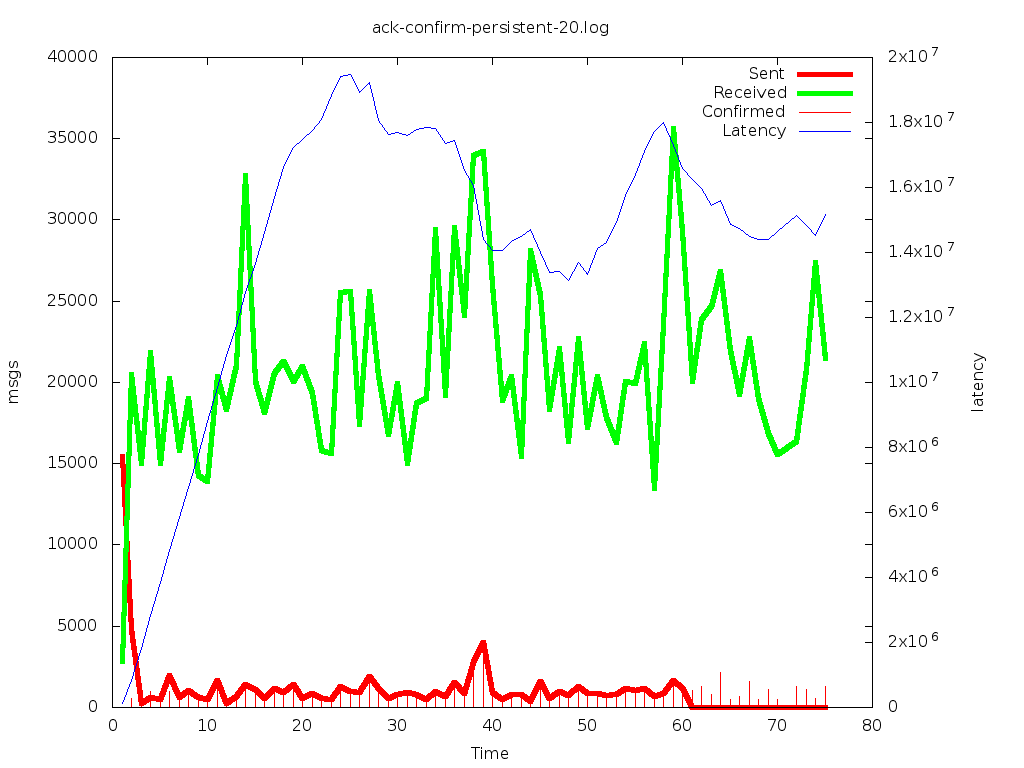 ack-confirm-persistent-20.log
40000
35000
30000
25000
20000
15000
10000
5000
0
msgs
2x10^7
1.8x10^7
1.6x10^7
1.4x10^7
1.2x10^7
1x10^7
8x10^6
6x10^6
4x10^6
2x10^6
0
latency
Sent
Received
Confirmed
Latency
0 10 20 30 40 50 60 70 80
Time